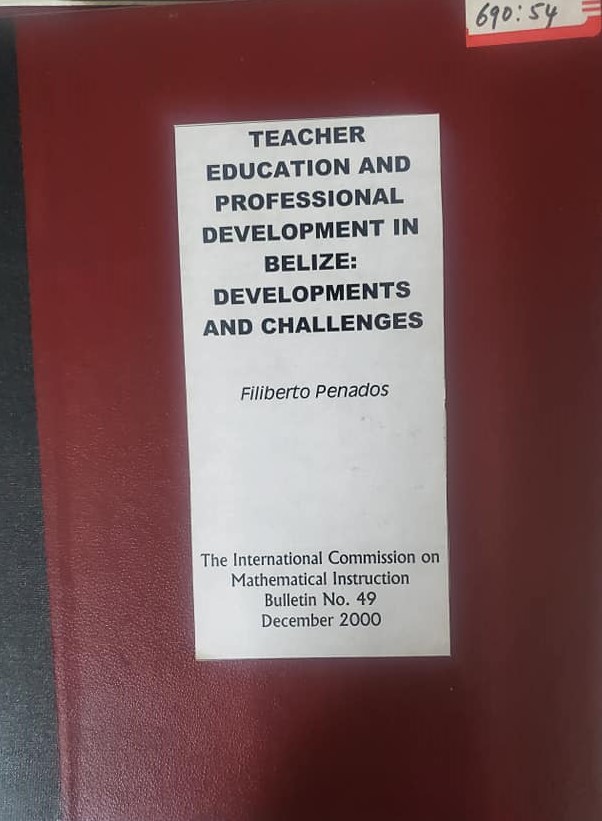 690:54
TEACHER
EDUCATION AND
PROFESSIONAL
DEVELOPMENT IN
BELIZE:
DEVELOPMENTS
AND CHALLENGES
Filiberto Penados
The International Commission on
Mathematical Instruction
Bulletin No. 49
December 2000